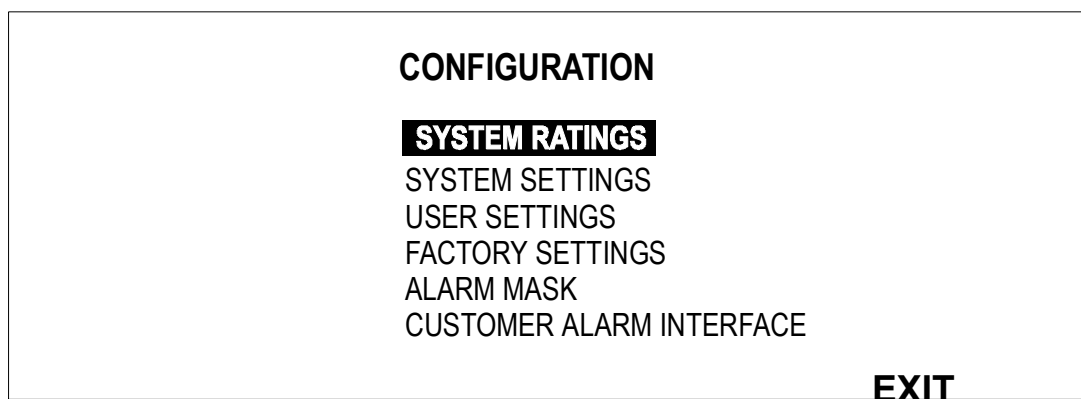 CONFIGURATION
SYSTEM RATINGS
SYSTEM SETTINGS
USER SETTINGS
FACTORY SETTINGS
ALARM MASK
CUSTOMER ALARM INTERFACE
EXIT